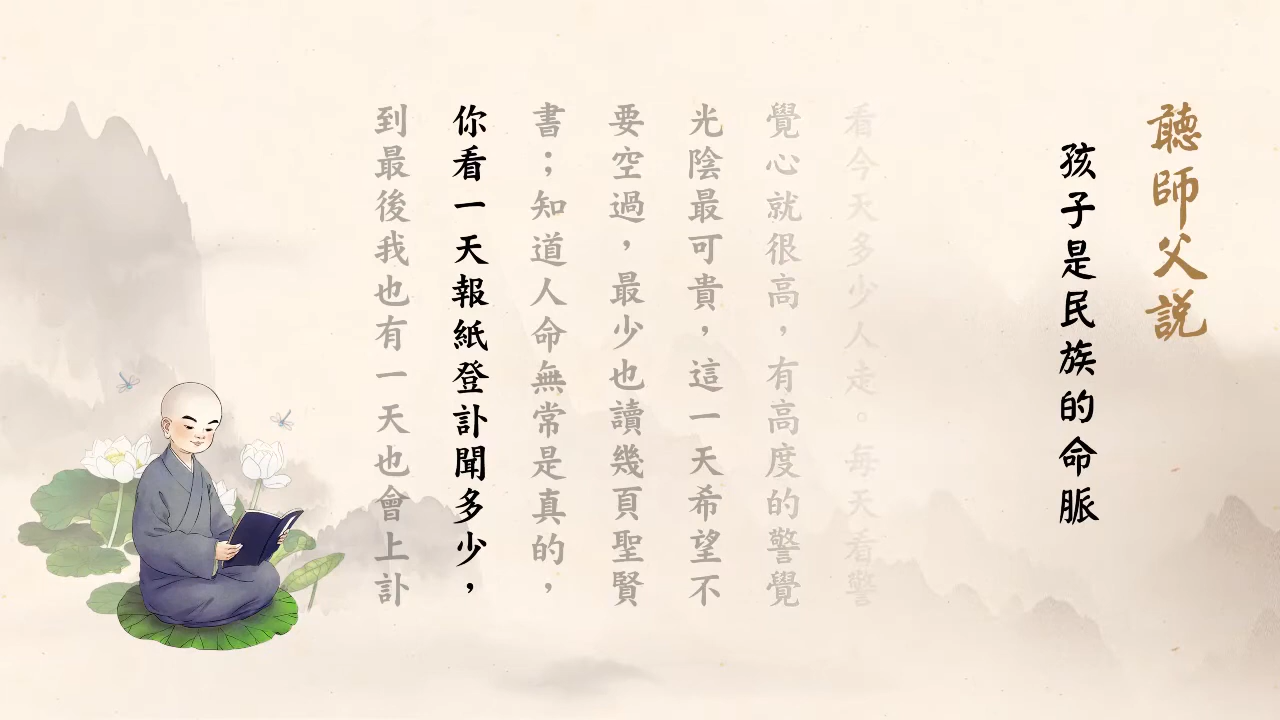 聽師父説
孩子是民族的命脈
看今天多少人走。每天看警
覺心就很高，有高度的警覺
光陰最可貴，這一天希望不
要空過，最少也讀幾頁聖賢
書；知道人命無常是真的，
你看一天報紙登訃聞多少，
到最後我也有一天也會上訃